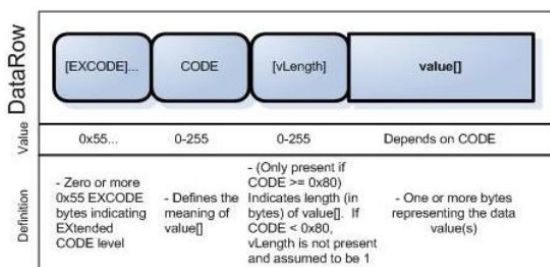 DataRow
[EXCODE]...
CODE
[vLength]
value[]
Value
0x55...
0-255
0-255
Depends on CODE
Definition
- Zero or more
0x55 EXCODE
bytes indicating
EXtended
CODE level
- Defines the
meaning of
value[]
- (Only present if
CODE >= 0x80)
Indicates length (in
bytes) of value[]. If
CODE < 0x80,
vLength is not present
and assumed to be 1
- One or more bytes
representing the data
value(s)